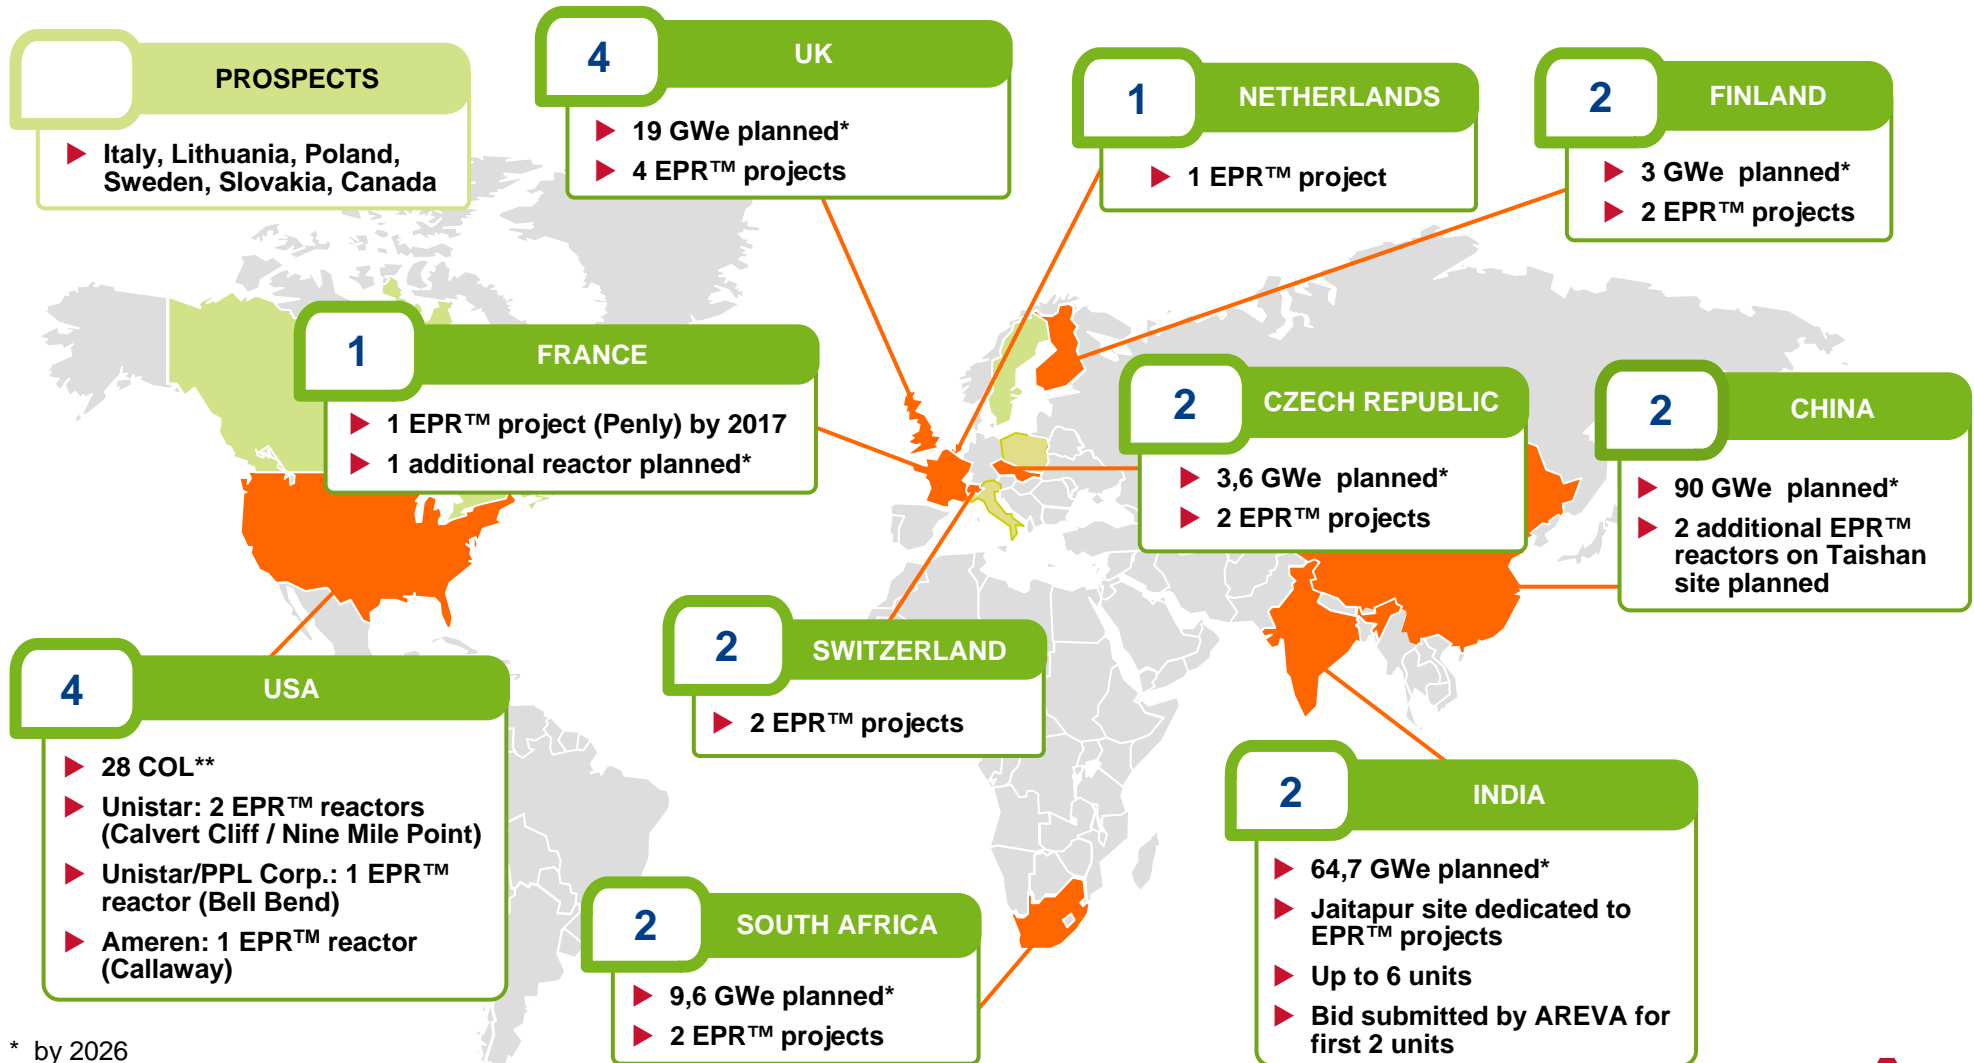 PROSPECTS
Italy, Lithuania, Poland,
Sweden, Slovakia, Canada
4
UK
19 GWe planned*
4 EPR™ projects
1
NETHERLANDS
1 EPR™ project
2
FINLAND
3 GWe planned*
2 EPR™ projects
1
FRANCE
1 EPR™ project (Penly) by 2017
1 additional reactor planned*
2
CZECH REPUBLIC
3,6 GWe planned*
2 EPR™ projects
2
CHINA
90 GWe planned*
2 additional EPR™
reactors on Taishan
site planned
4
USA
28 COL**
Unistar: 2 EPR™ reactors
(Calvert Cliff / Nine Mile Point)
Unistar/PPL Corp.: 1 EPR™
reactor (Bell Bend)
Ameren: 1 EPR™ reactor
(Callaway)
2
SWITZERLAND
2 EPR™ projects
2
SOUTH AFRICA
9,6 GWe planned*
2 EPR™ projects
2
INDIA
64,7 GWe planned*
Jaitapur site dedicated to
EPR™ projects
Up to 6 units
Bid submitted by AREVA for
first 2 units
* by 2026